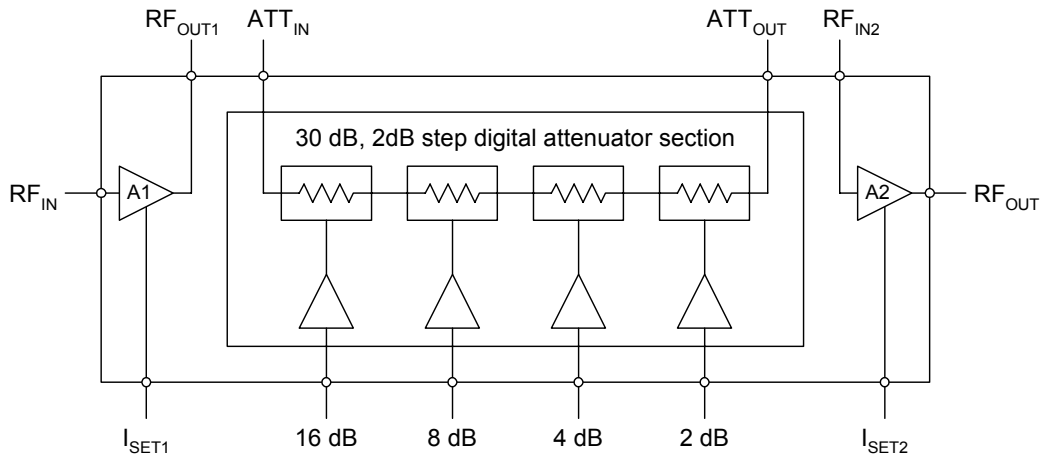 RF_OUT1 ATT_IN ATT_OUT RF_IN2
30 dB, 2dB step digital attenuator section
RF_IN A1 A2 RF_OUT
I_SET1 16 dB 8 dB 4 dB 2 dB I_SET2